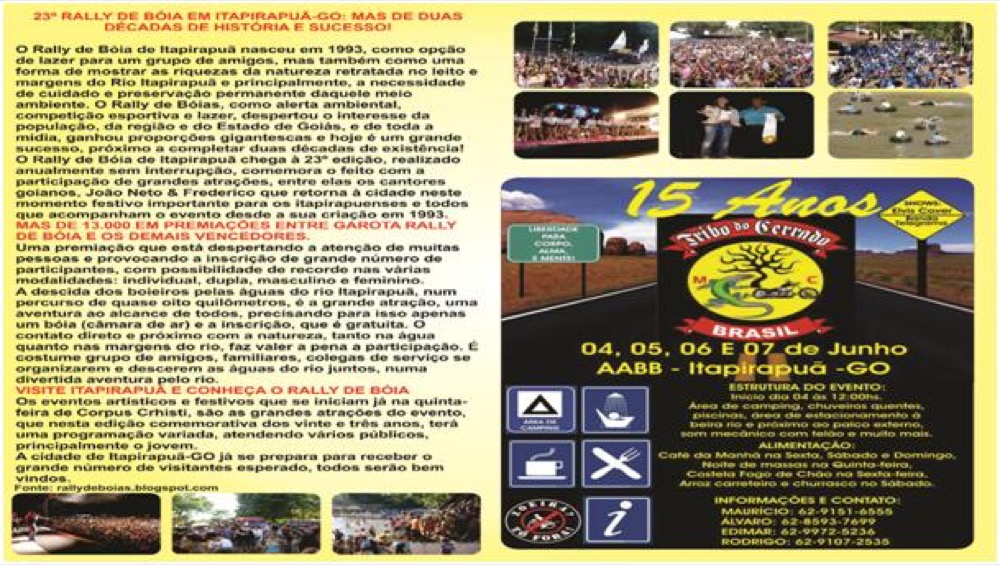 23º RALLY DE BÓIA EM ITAPIRAPUÃ-GO: MAS DE DUAS
DÉCADAS DE HISTÓRIA E SUCESSO!
O Rally de Bóia de Itapirapuã nasceu em 1993, como opção
de lazer para um grupo de amigos, mas também como uma
forma de mostrar as riquezas da natureza retratada no leito e
margens do Rio Itapirapuã e principalmente, a necessidade
de cuidado e preservação permanente daquele meio
ambiente. O Rally de Bóias, como alerta ambiental,
competição esportiva e lazer, despertou o interesse da
população, da região e do Estado de Goiás, e de toda a
mídia, ganhou proporções gigantescas e hoje é um grande
sucesso, próximo a completar duas décadas de existência!
O Rally de Bóia de Itapirapuã chega à 23ª edição, realizado
anualmente sem interrupção, comemora o feito com a
participação de grandes atrações, entre elas os cantores
goianos, João Neto & Frederico que retorna à cidade neste
momento festivo importante para os itapirapuenses e todos
que acompanham o evento desde a sua criação em 1993.
MAS DE 13.000 EM PREMIAÇÕES ENTRE GAROTA RALLY
DE BÓIA E OS DEMAIS VENCEDORES.
Uma premiação que está despertando a atenção de muitas
pessoas e provocando a inscrição de grande número de
participantes, com possibilidade de recorde nas várias
modalidades: individual, dupla, masculino e feminino.
A descida dos boieiros pelas águas do rio Itapirapuã, num
percurso de quase oito quilômetros, é a grande atração, uma
aventura ao alcance de todos, precisando para isso apenas
um bóia (câmara de ar) e a inscrição, que é gratuita. O
contato direto e próximo com a natureza, tanto na água
quanto nas margens do rio, faz valer a pena a participação. É
costume grupo de amigos, familiares, colegas de serviço se
organizarem e descerem as águas do rio juntos, numa
divertida aventura pelo rio.
VISITE ITAPIRAPUÃ E CONHEÇA O RALLY DE BÓIA
Os eventos artísticos e festivos que se iniciam já na quinta-
feira de Corpus Crhisti, são as grandes atrações do evento,
que nesta edição comemorativa dos vinte e três anos, terá
uma programação variada, atendendo vários públicos,
principalmente o jovem.
A cidade de Itapirapuã-GO já se prepara para receber o
grande número de visitantes esperado, todos serão bem
vindos.
Fonte: rallydeboias.blogspot.com
15 Anos
SHOWS:
Elvis Cover
Banda
Telegrama
LIBERDADE
PARA
CORPO,
ALMA,
E MENTE!
Tribo do Cerrado
M C
BRASIL
04, 05, 06 E 07 de Junho
AABB - Itapirapuã -GO
ESTRUTURA DO EVENTO:
Inicio dia 04 às 12:00hs.
Área de camping, chuveiros quentes,
piscinas, área de estacionamento à
beira rio e próximo ao palco externo,
som mecânico com telão e muito mais.
ALIMENTAÇÃO:
Café da Manhã na Sexta, Sábado e Domingo,
Noite de massas na Quinta-feira,
Costela Fogo de Chão na Sexta-feira,
Arroz carreteiro e churrasco no Sábado.
INFORMAÇÕES E CONTATO:
MAURÍCIO: 62-9151-6555
ÁLVARO: 62-8593-7699
EDIMAR: 62-9972-5236
RODRIGO: 62-9107-2535
ÁREA DE
CAMPING
ZOEIRA?
TÔ FORA!
i